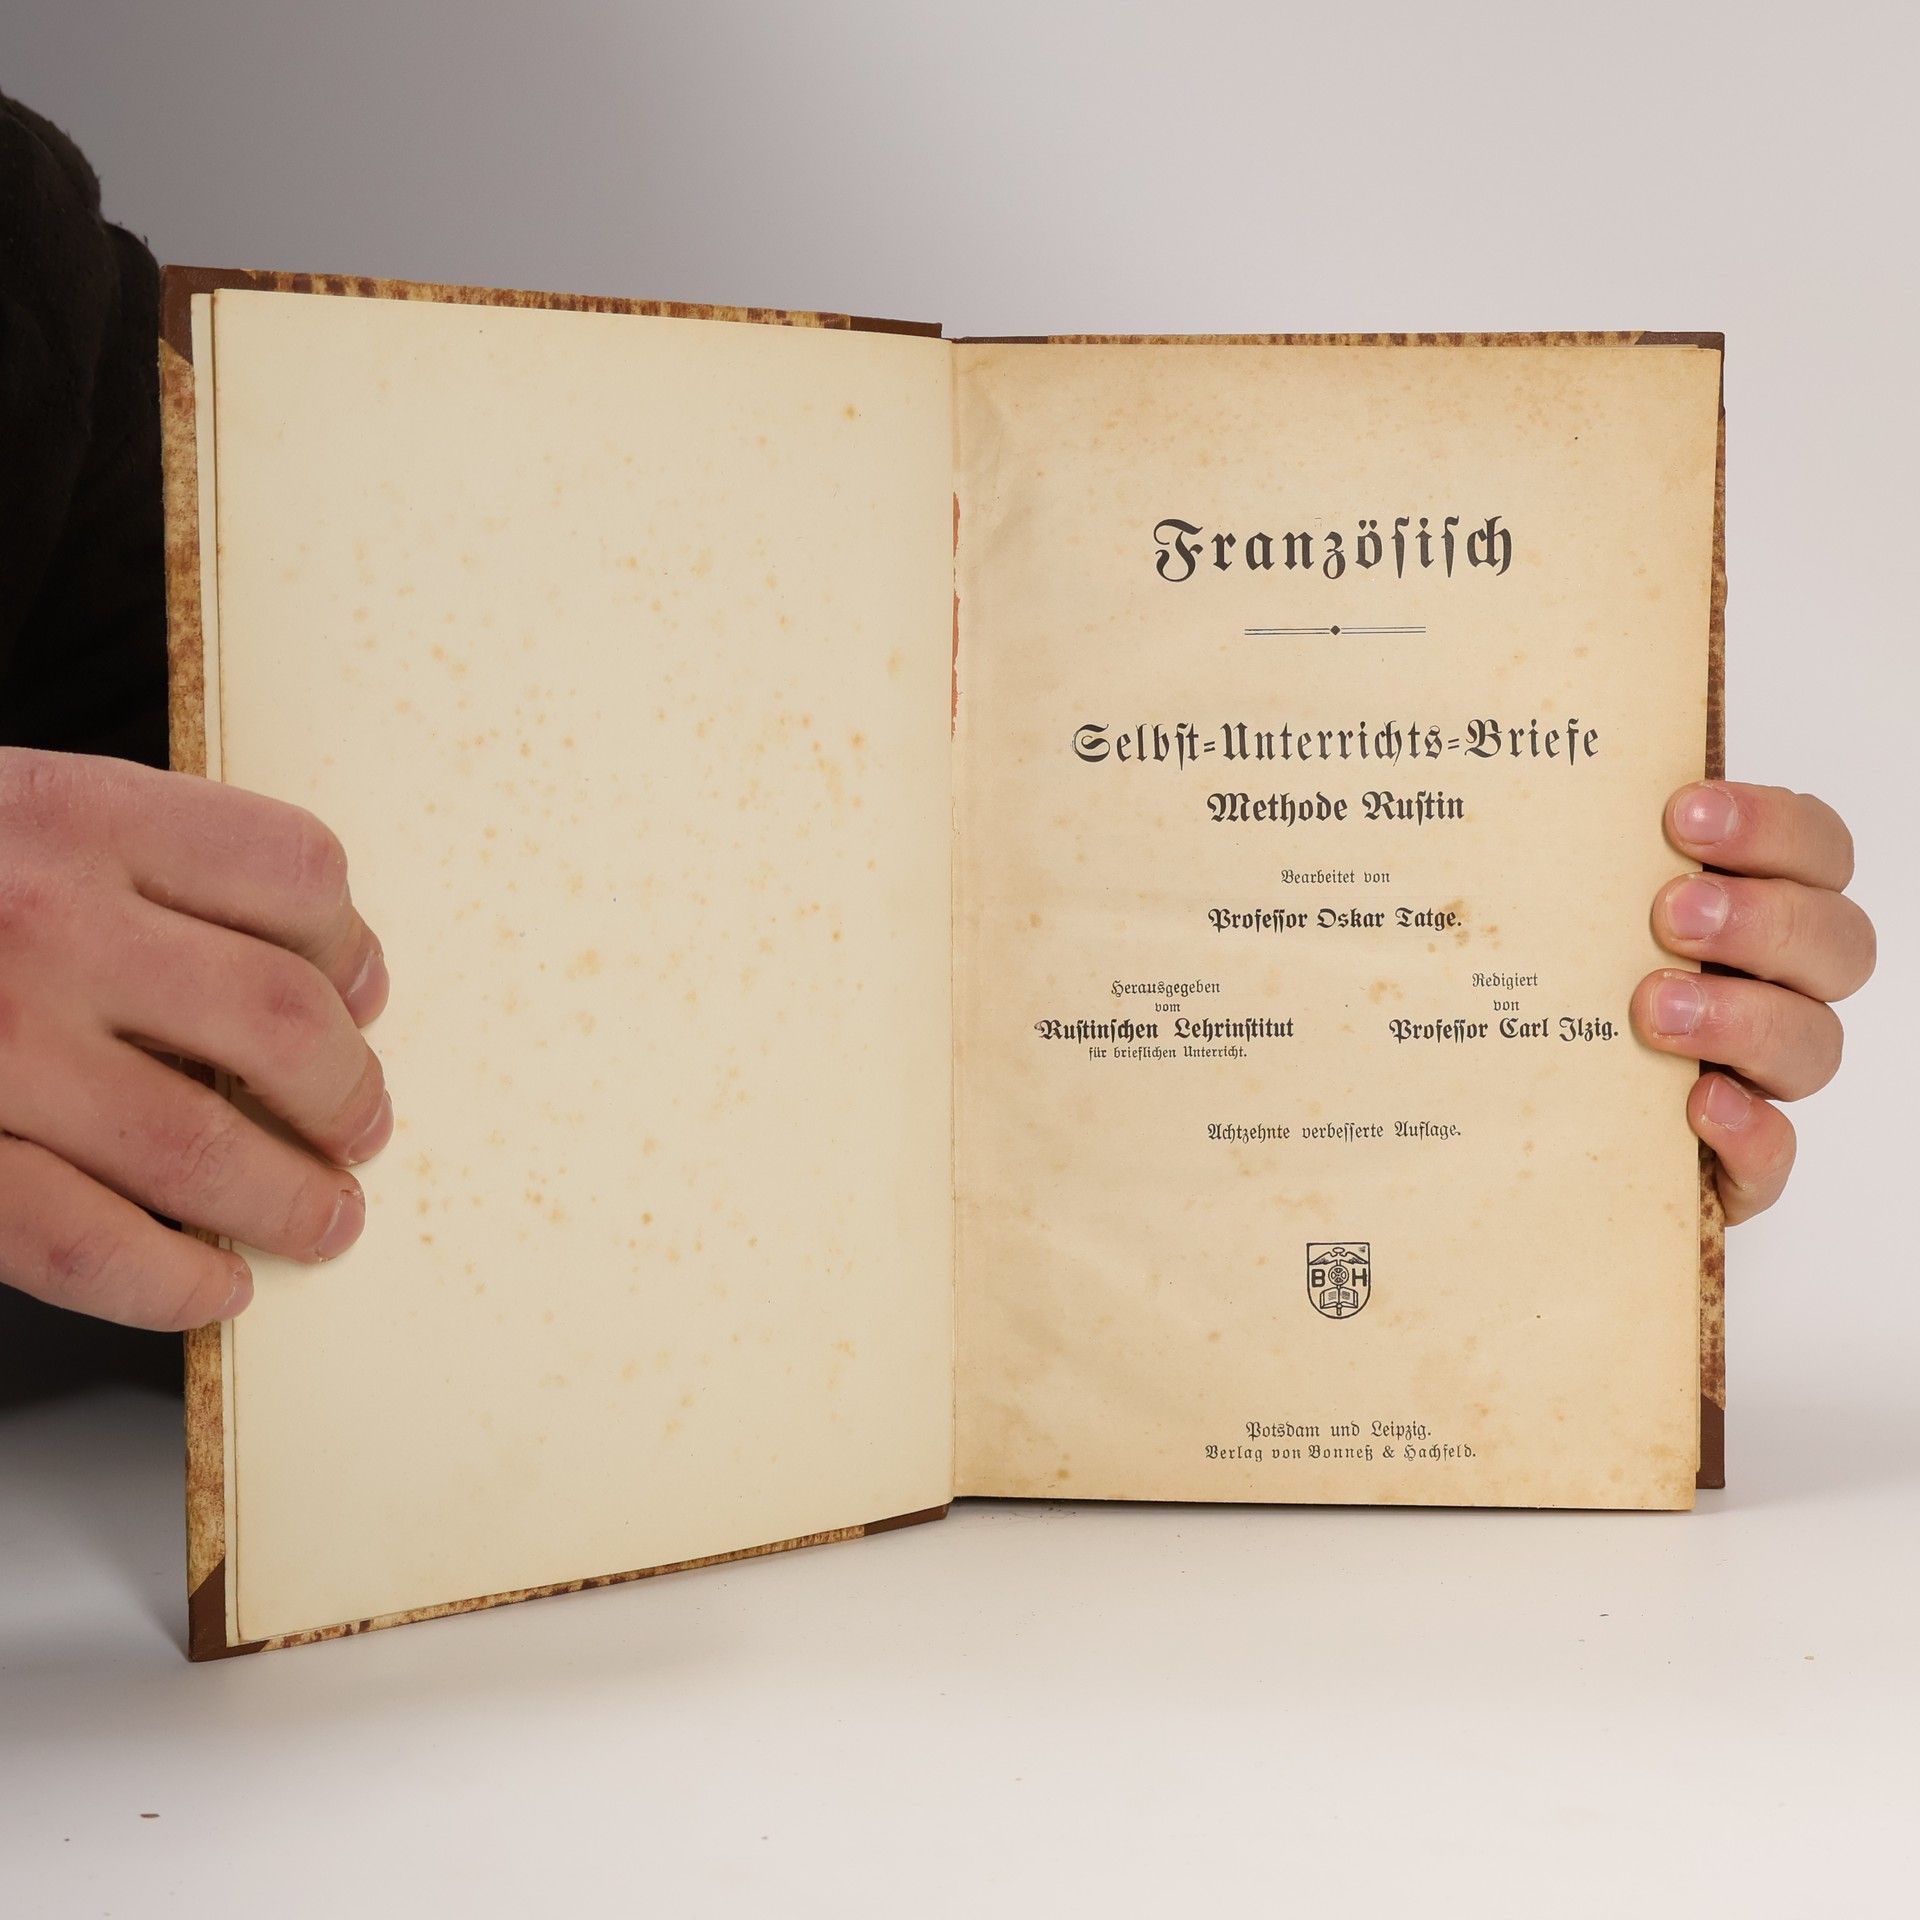 Französisch
Selbst=Unterrichts=Briefe
Methode Rustin
Bearbeitet von
Professor Oskar Tatge.
Herausgegeben
vom
Rustinschen Lehrinstitut
für brieflichen Unterricht.
Redigiert
von
Professor Carl Ilzig.
Achtzehnte verbesserte Auflage.
B H
Potsdam und Leipzig.
Verlag von Bonneß & Hachfeld.